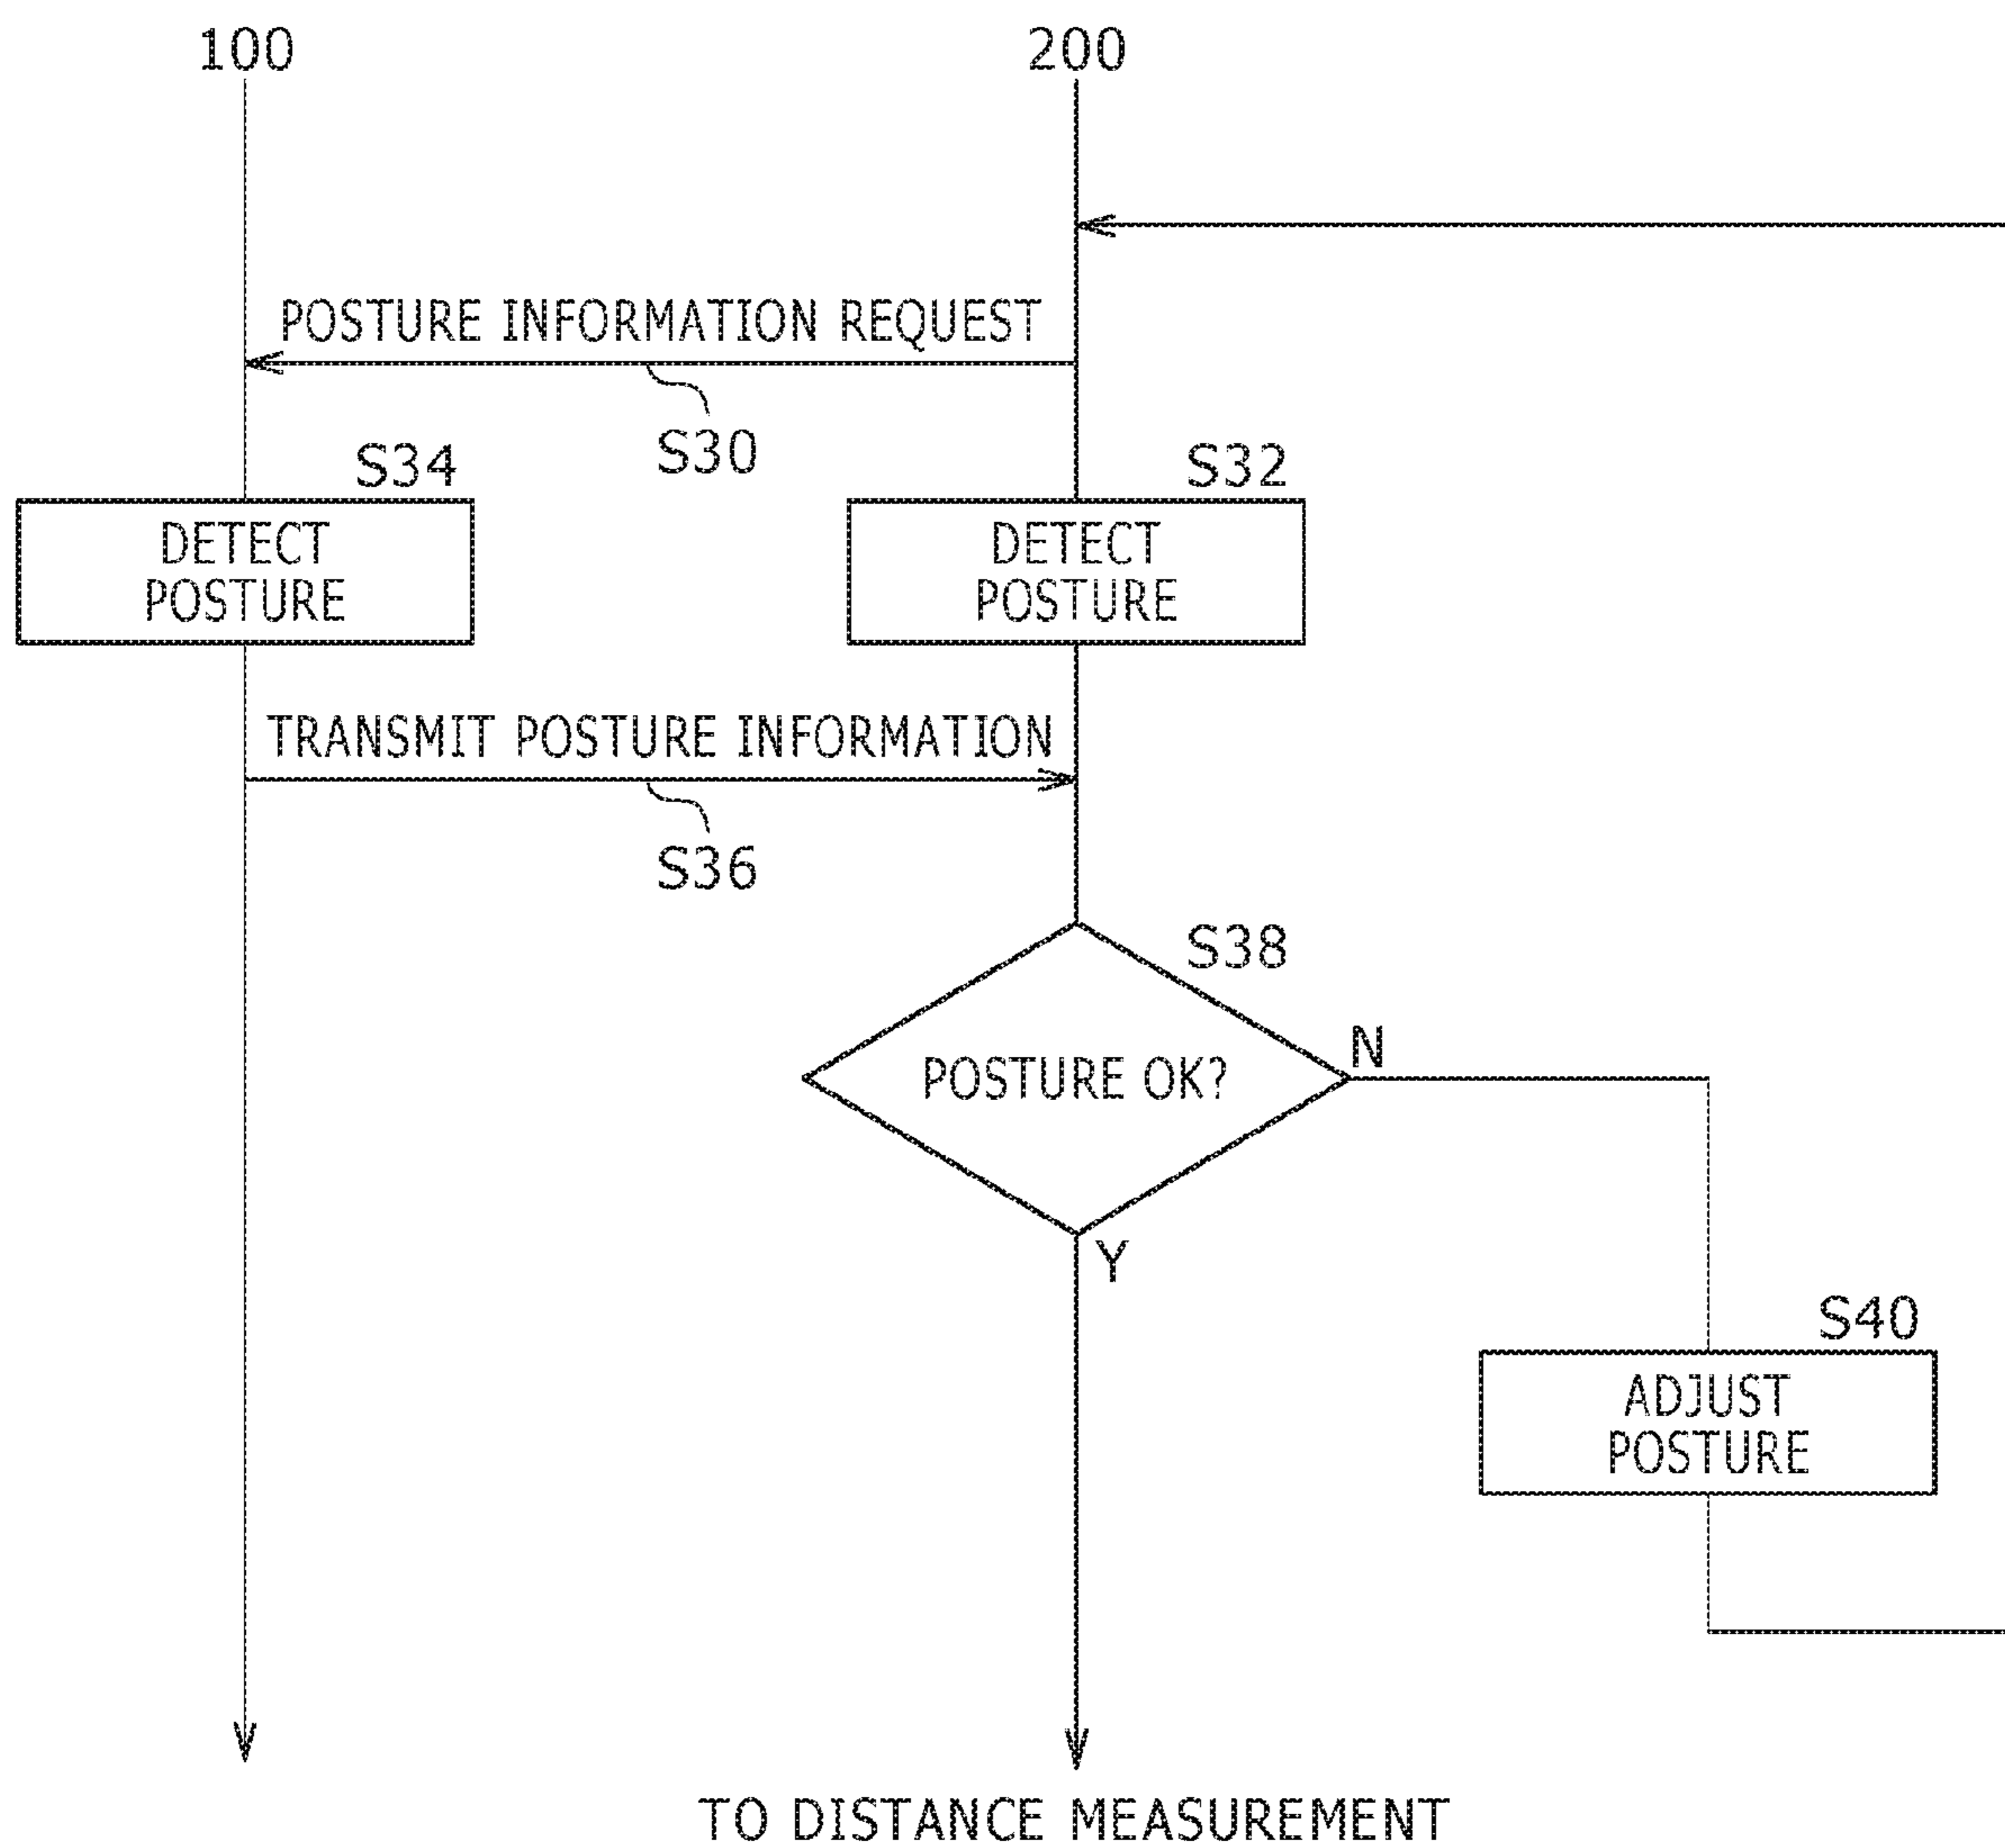 100
200
POSTURE INFORMATION REQUEST
S30
S34
DETECT
POSTURE
S32
DETECT
POSTURE
TRANSMIT POSTURE INFORMATION
S36
S38
POSTURE OK?
N
Y
S40
ADJUST
POSTURE
TO DISTANCE MEASUREMENT